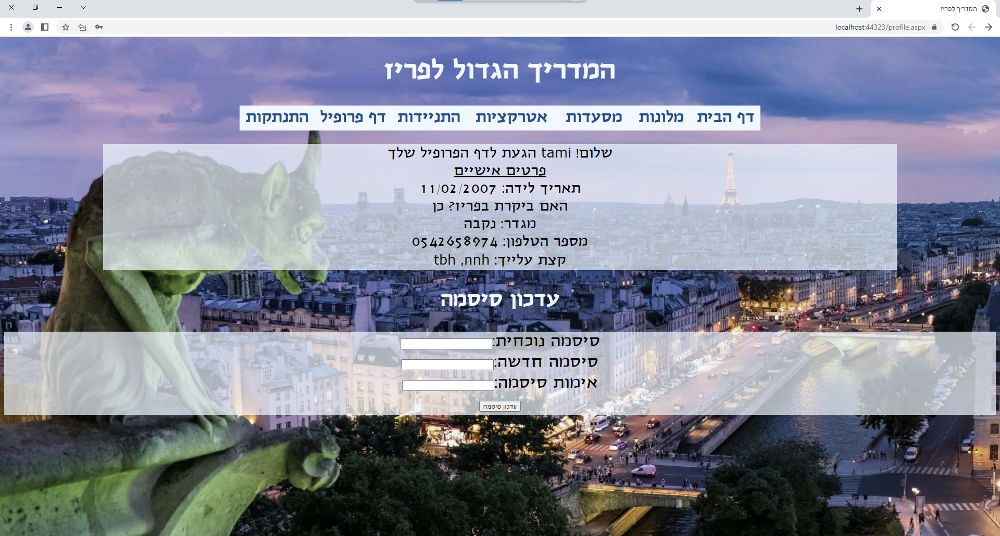 המדריך לפריז
localhost:44323/profile.aspx
המדריך הגדול לפריז
דף הבית מלונות מסעדות אטרקציות התניידות דף פרופיל התנתקות
שלום! tami הגעת לדף הפרופיל שלך
פרטים אישיים
תאריך לידה: 11/02/2007
האם ביקרת בפריז? כן
מגדר: נקבה
מספר הטלפון: 0542658974
קצת עלייך: tbh ,nnh
עדכון סיסמה
סיסמה נוכחית:
סיסמה חדשה:
אימות סיסמה:
עדכון סיסמה